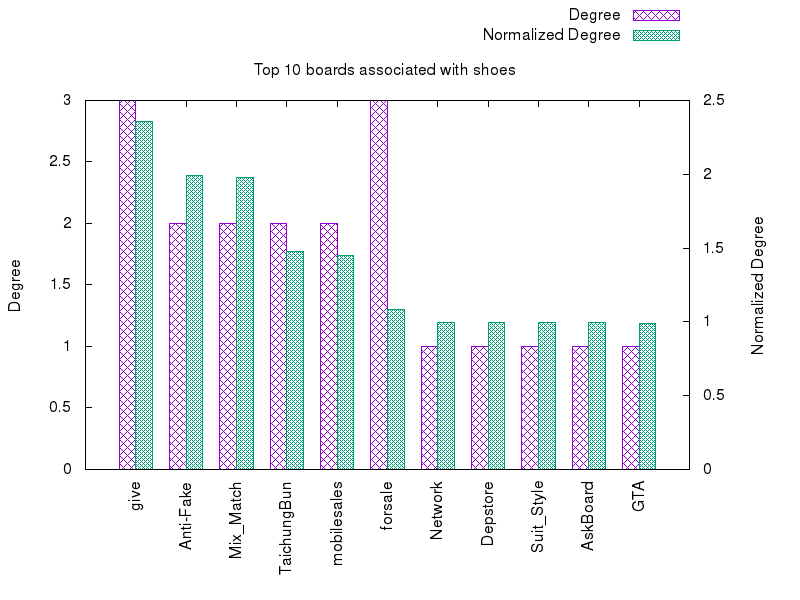 Degree
Normalized Degree
Top 10 boards associated with shoes
3
2.5
2
1.5
1
0.5
0
2.5
2
1.5
1
0.5
0
Degree
Normalized Degree
give
Anti-Fake
Mix_Match
TaichungBun
mobilesales
forsale
Network
Depstore
Suit_Style
AskBoard
GTA